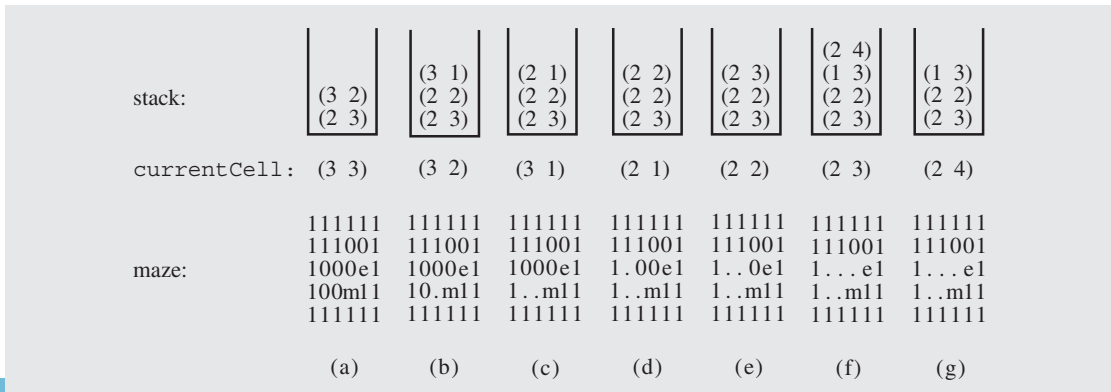 (2 4)
(3 1) (2 1) (2 2) (2 3) (1 3) (1 3)
stack: (3 2) (2 2) (2 2) (2 2) (2 2) (2 2) (2 2)
(2 3) (2 3) (2 3) (2 3) (2 3) (2 3) (2 3)
currentCell: (3 3) (3 2) (3 1) (2 1) (2 2) (2 3) (2 4)
111111 111111 111111 111111 111111 111111 111111
111001 111001 111001 111001 111001 111001 111001
maze: 1000e1 1000e1 1000e1 1.00e1 1..0e1 1...e1 1...e1
100m11 10.m11 1..m11 1..m11 1..m11 1..m11 1..m11
111111 111111 111111 111111 111111 111111 111111
(a) (b) (c) (d) (e) (f) (g)